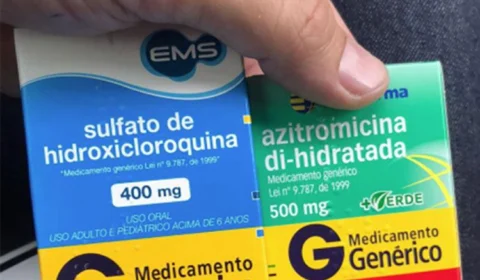 EMS
sulfato de
hidroxicloroquina
"Medicamento genérico Lei nº 9.787, de 1999"
400 mg
USO ORAL
USO ADULTO E PEDIÁTRICO ACIMA DE 6 ANOS
G Medicamento
azitromicina
di-hidratada
Medicamento genérico
Lei nº 9.787, de 1999
500 mg
+VERDE
G Medicamento
Genérico